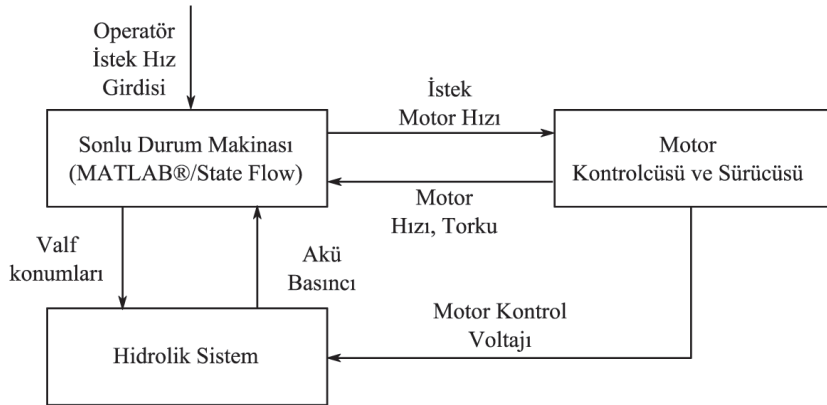 Operatör
İstek Hız
Girdisi
Sonlu Durum Makinası
(MATLAB®/State Flow)
İstek
Motor Hızı
Motor
Kontrolcüsü ve Sürücüsü
Motor
Hızı, Torku
Valf
konumları
Akü
Basıncı
Motor Kontrol
Voltajı
Hidrolik Sistem